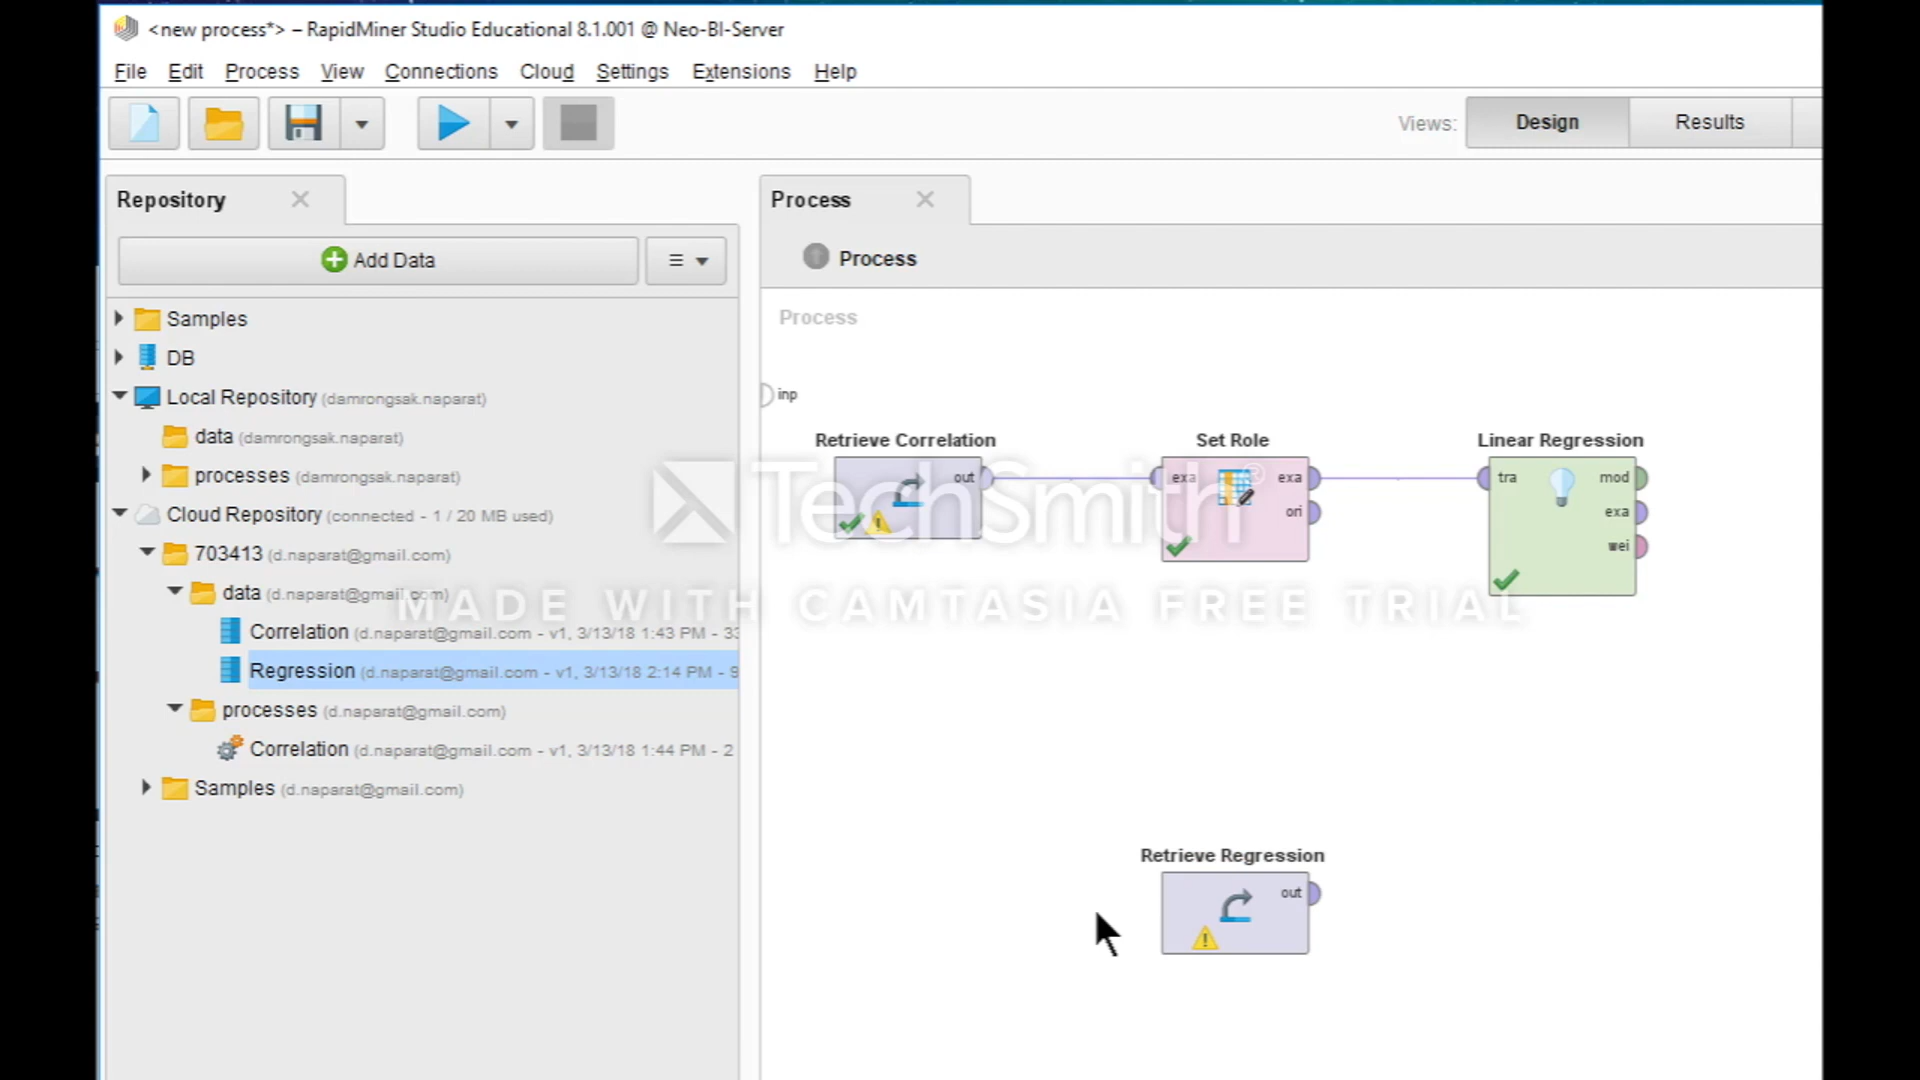 <new process*> – RapidMiner Studio Educational 8.1.001 @ Neo-BI-Server
File Edit Process View Connections Cloud Settings Extensions Help
Views: Design Results
Repository
Process
Add Data
Process
Samples
Process
DB
Local Repository (damrongsak.naparat)
inp
data (damrongsak.naparat)
Retrieve Correlation
Set Role
Linear Regression
processes (damrongsak.naparat)
out
exa exa
ori
tra mod
exa
wei
Cloud Repository (connected - 1 / 20 MB used)
TechSmith®
703413 (d.naparat@gmail.com)
data (d.naparat@gmail.com)
MADE WITH CAMTASIA FREE TRIAL
Correlation (d.naparat@gmail.com - v1, 3/13/18 1:43 PM - 33
Regression (d.naparat@gmail.com - v1, 3/13/18 2:14 PM - 9
processes (d.naparat@gmail.com)
Correlation (d.naparat@gmail.com - v1, 3/13/18 1:44 PM - 2
Samples (d.naparat@gmail.com)
Retrieve Regression
out